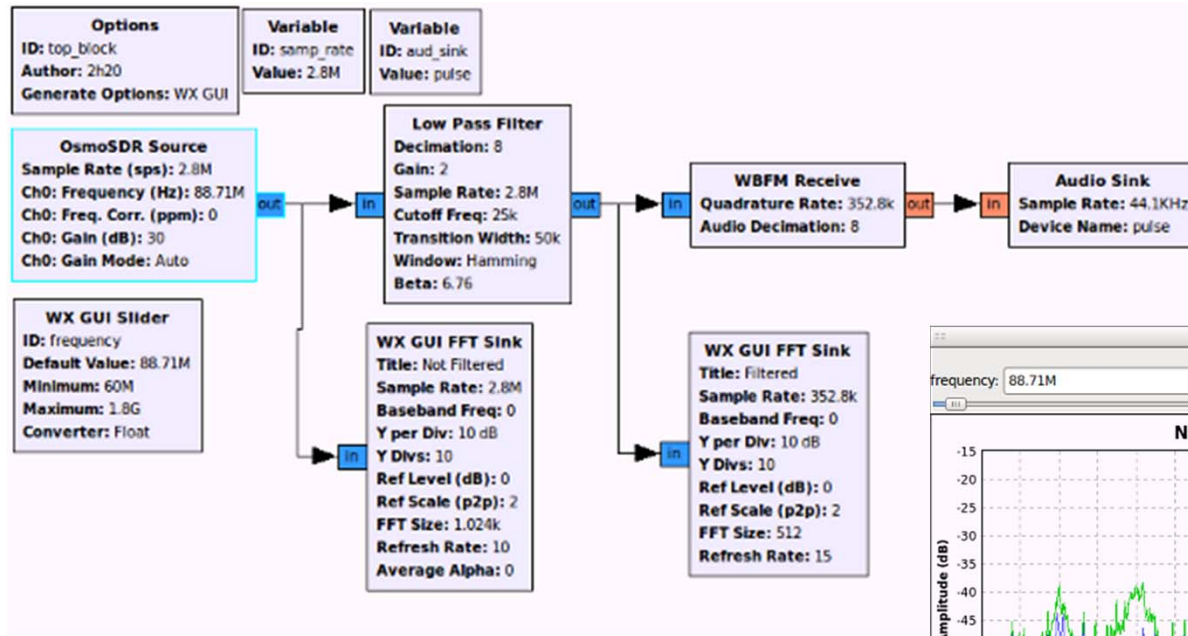 Options
ID: top_block
Author: 2h20
Generate Options: WX GUI
Variable
ID: samp_rate
Value: 2.8M
Variable
ID: aud_sink
Value: pulse
OsmoSDR Source
Sample Rate (sps): 2.8M
Ch0: Frequency (Hz): 88.71M
Ch0: Freq. Corr. (ppm): 0
Ch0: Gain (dB): 30
Ch0: Gain Mode: Auto
out
in
Low Pass Filter
Decimation: 8
Gain: 2
Sample Rate: 2.8M
Cutoff Freq: 25k
Transition Width: 50k
Window: Hamming
Beta: 6.76
out
in
WBFM Receive
Quadrature Rate: 352.8k
Audio Decimation: 8
out
in
Audio Sink
Sample Rate: 44.1KHz
Device Name: pulse
WX GUI Slider
ID: frequency
Default Value: 88.71M
Minimum: 60M
Maximum: 1.8G
Converter: Float
in
WX GUI FFT Sink
Title: Not Filtered
Sample Rate: 2.8M
Baseband Freq: 0
Y per Div: 10 dB
Y Divs: 10
Ref Level (dB): 0
Ref Scale (p2p): 2
FFT Size: 1.024k
Refresh Rate: 10
Average Alpha: 0
in
WX GUI FFT Sink
Title: Filtered
Sample Rate: 352.8k
Baseband Freq: 0
Y per Div: 10 dB
Y Divs: 10
Ref Level (dB): 0
Ref Scale (p2p): 2
FFT Size: 512
Refresh Rate: 15
frequency: 88.71M
N
-15
-20
-25
-30
-35
-40
-45
Amplitude (dB)